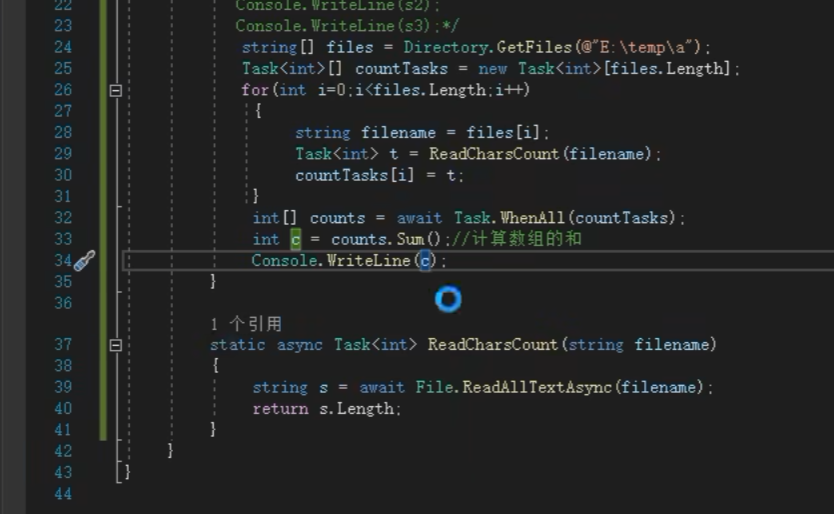 22 Console.WriteLine(s2);
23 Console.WriteLine(s3);*/
24 string[] files = Directory.GetFiles(@"E:\temp\a");
25 Task<int>[] countTasks = new Task<int>[files.Length];
26 for(int i=0;i<files.Length;i++)
27 {
28 string filename = files[i];
29 Task<int> t = ReadCharsCount(filename);
30 countTasks[i] = t;
31 }
32 int[] counts = await Task.WhenAll(countTasks);
33 int c = counts.Sum();//计算数组的和
34 Console.WriteLine(c);
35 }
36
1 个引用
37 static async Task<int> ReadCharsCount(string filename)
38 {
39 string s = await File.ReadAllTextAsync(filename);
40 return s.Length;
41 }
42 }
43 }
44